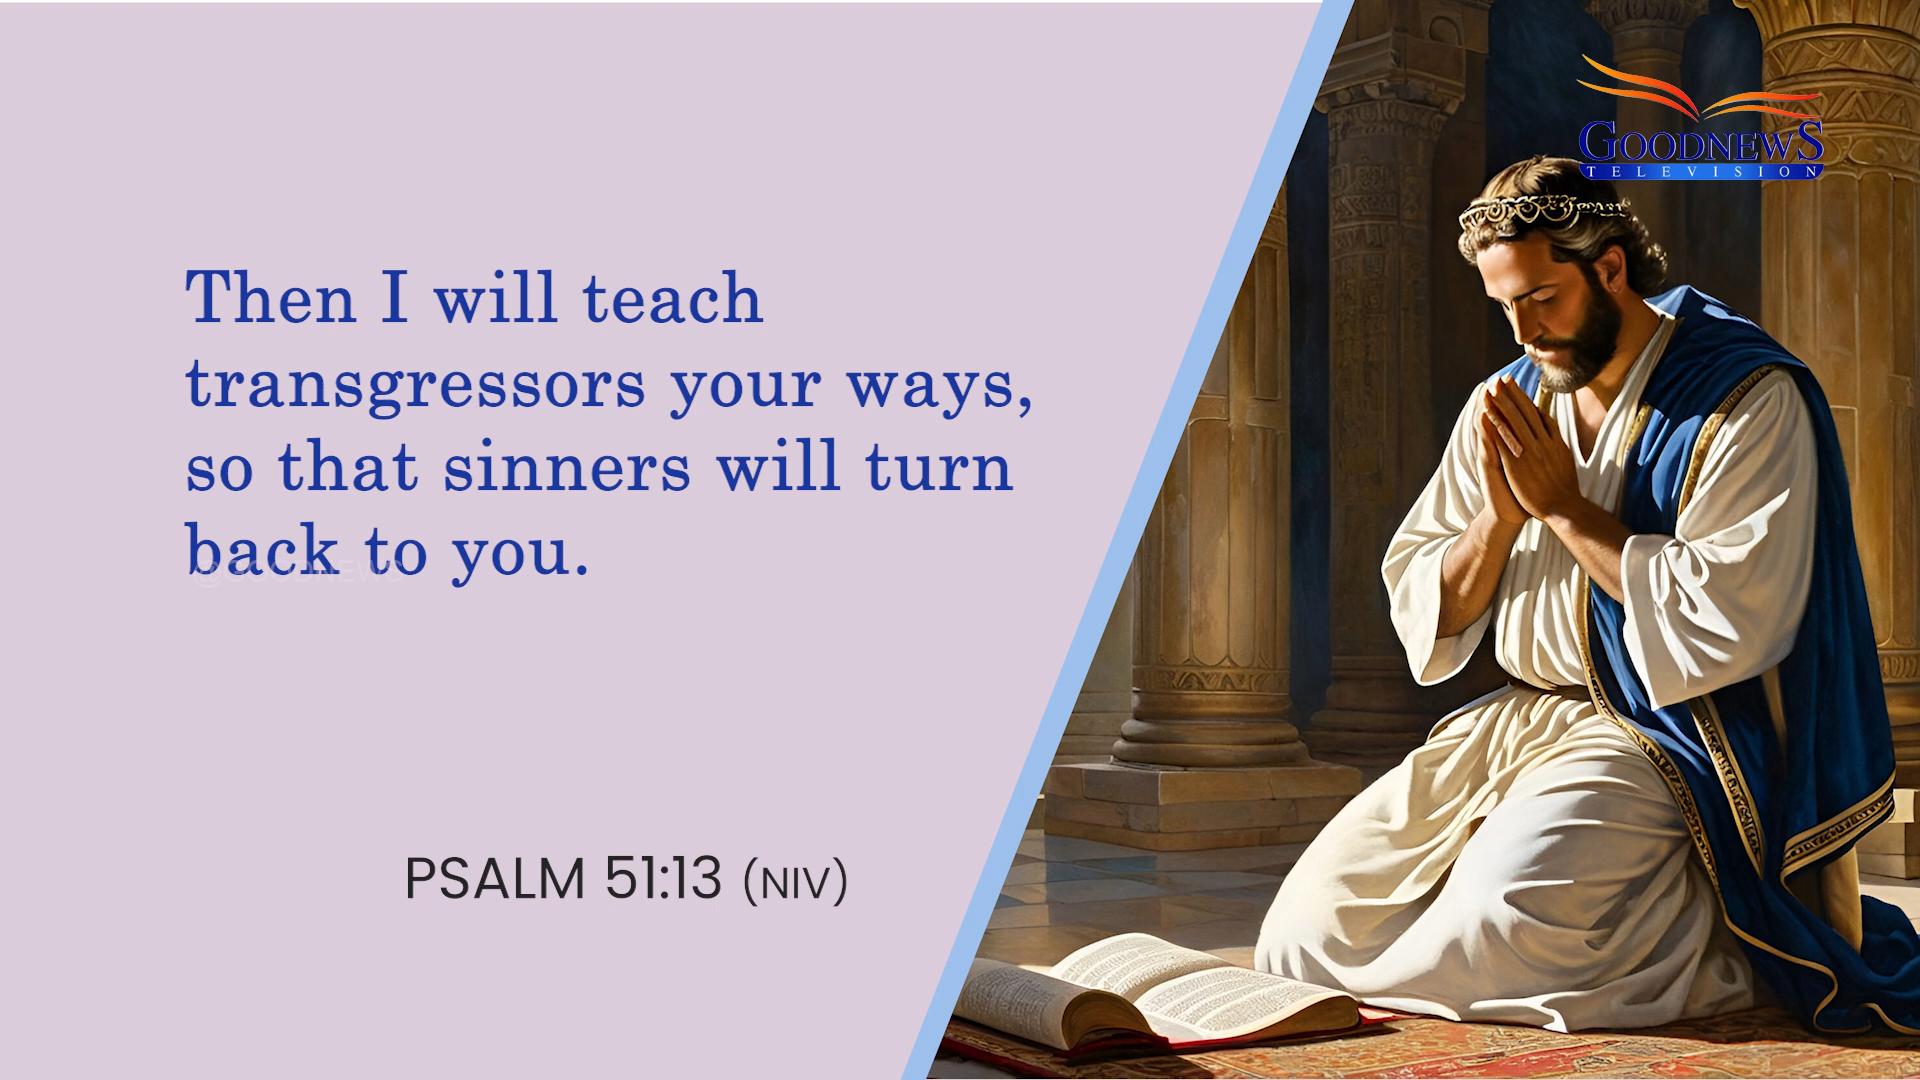 GOODNEWS
TELEVISION
Then I will teach
transgressors your ways,
so that sinners will turn
back to you.
@GOODNEWS
PSALM 51:13 (NIV)